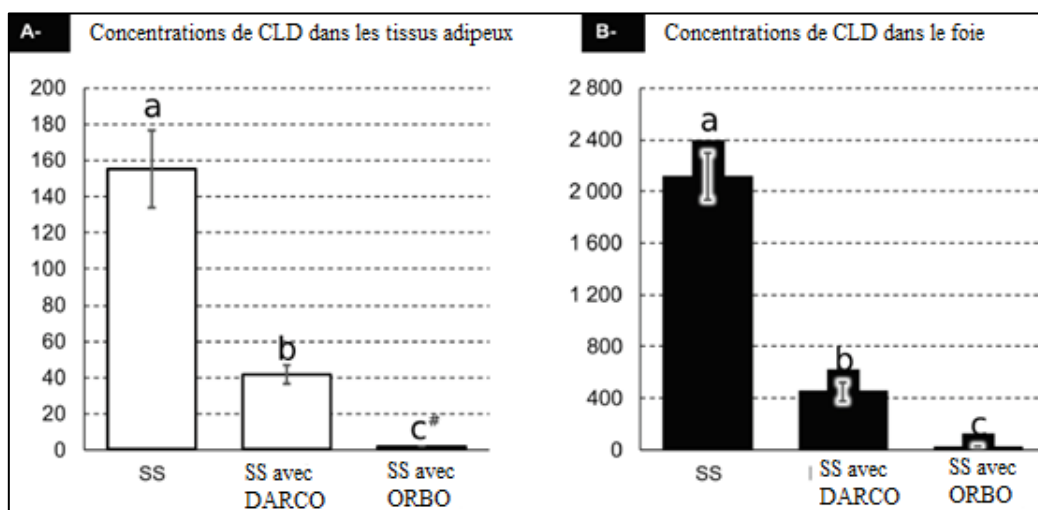 A- Concentrations de CLD dans les tissus adipeux
200
180
160
140
120
100
80
60
40
20
0
a
b
c#
SS
SS avec
DARCO
SS avec
ORBO
B- Concentrations de CLD dans le foie
2 800
2 400
2 000
1 600
1 200
800
400
0
a
b
c
SS
SS avec
DARCO
SS avec
ORBO